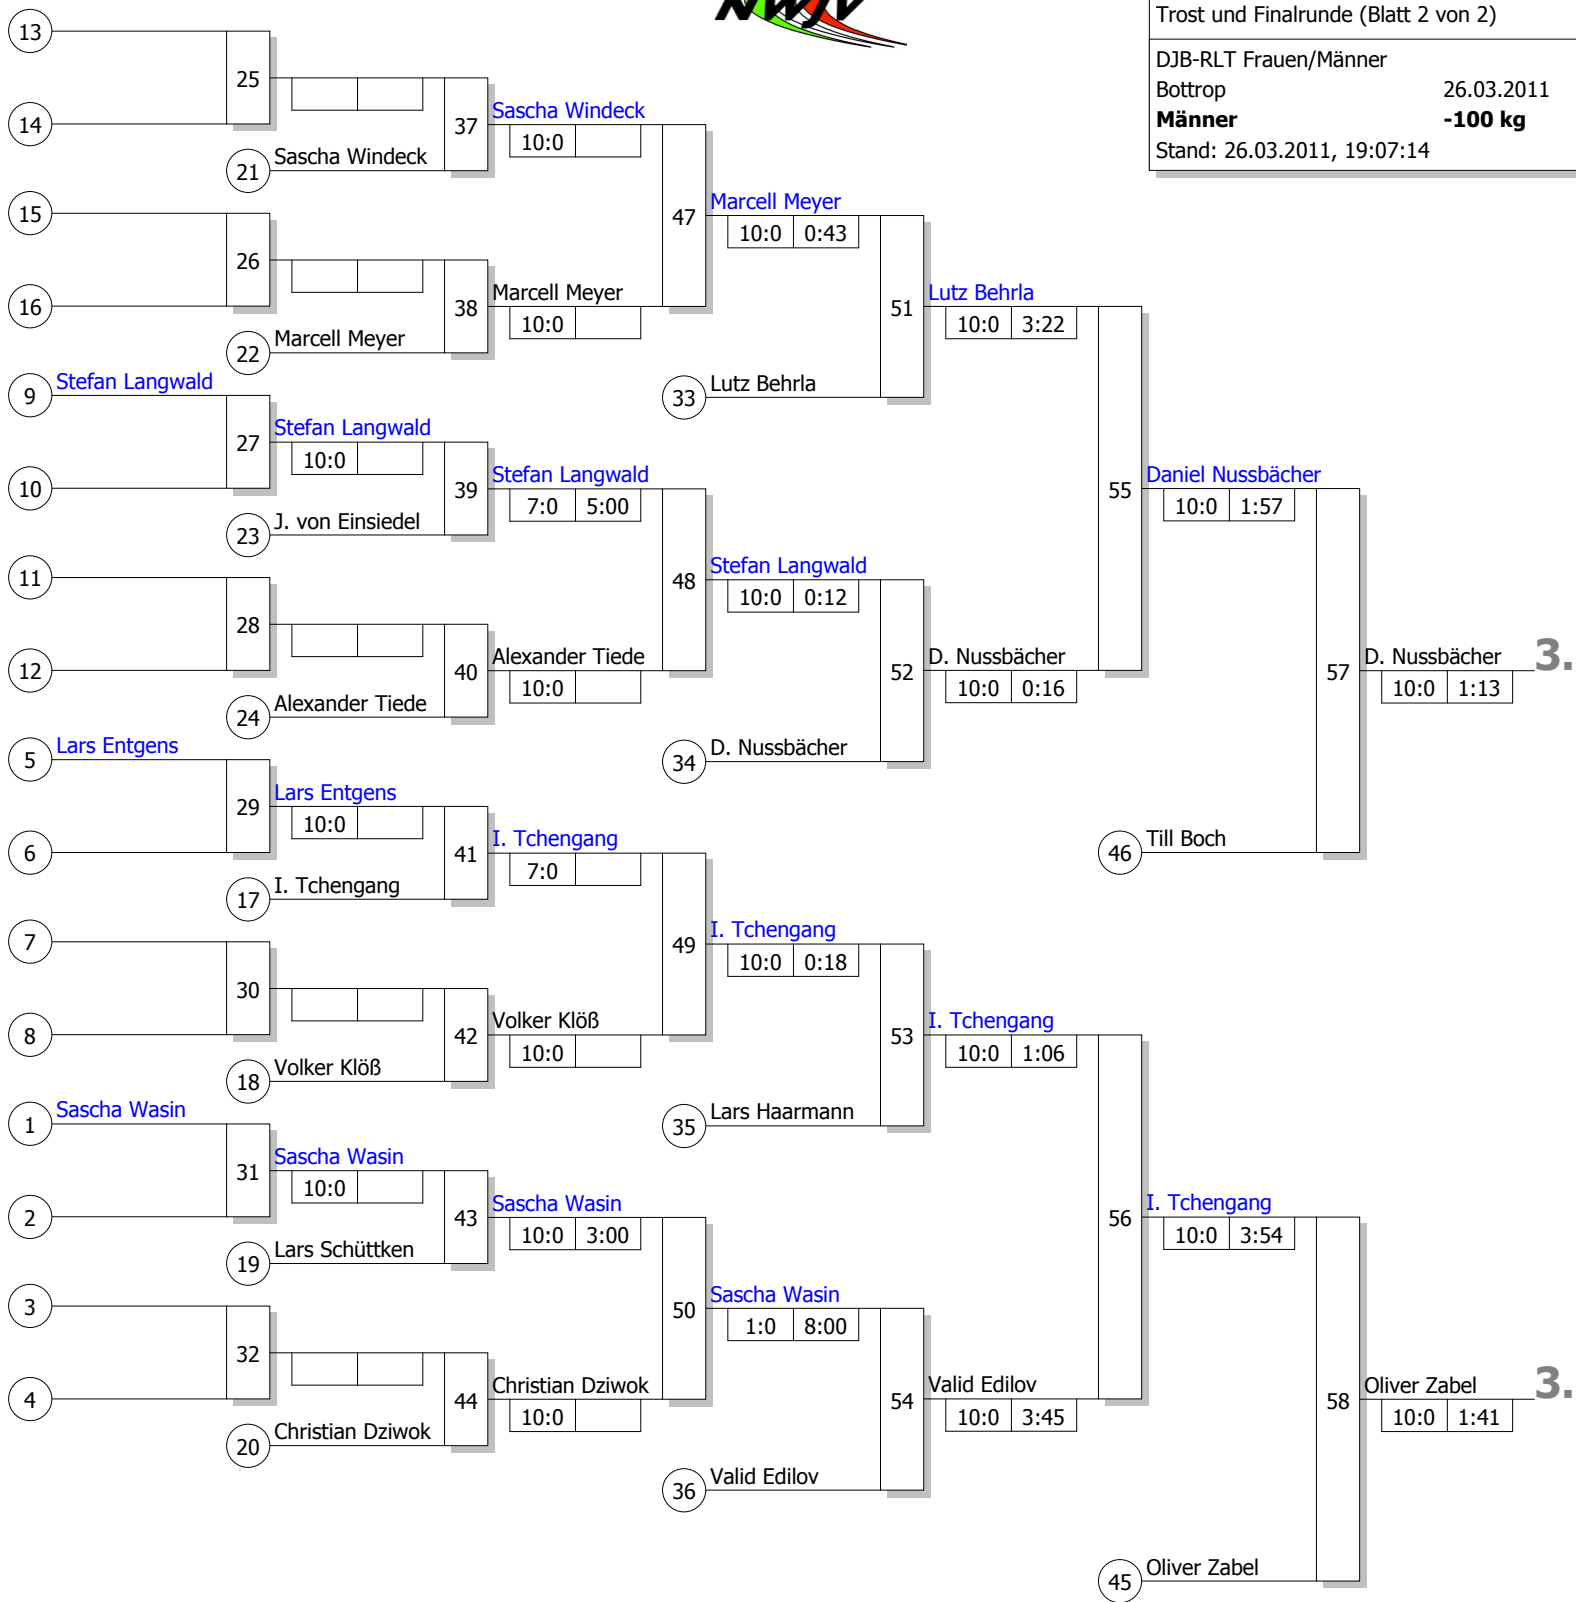 NWJV
Trost und Finalrunde (Blatt 2 von 2)
DJB-RLT Frauen/Männer
Bottrop 26.03.2011
Männer -100 kg
Stand: 26.03.2011, 19:07:14
13
25
14
37
Sascha Windeck
10:0
21 Sascha Windeck
15
47
Marcell Meyer
10:0 0:43
26
16
38
Marcell Meyer
10:0
22 Marcell Meyer
51
Lutz Behrla
10:0 3:22
33 Lutz Behrla
9 Stefan Langwald
27
Stefan Langwald
10:0
10
39
Stefan Langwald
7:0 5:00
23 J. von Einsiedel
55
Daniel Nussbächer
10:0 1:57
11
48
Stefan Langwald
10:0 0:12
28
12
40
Alexander Tiede
10:0
24 Alexander Tiede
52
D. Nussbächer
10:0 0:16
34 D. Nussbächer
57
D. Nussbächer 3.
10:0 1:13
5 Lars Entgens
29
Lars Entgens
10:0
6
41
I. Tchengang
7:0
17 I. Tchengang
46 Till Boch
7
49
I. Tchengang
10:0 0:18
30
8
42
Volker Klöß
10:0
18 Volker Klöß
53
I. Tchengang
10:0 1:06
35 Lars Haarmann
1 Sascha Wasin
31
Sascha Wasin
10:0
2
43
Sascha Wasin
10:0 3:00
19 Lars Schüttken
56
I. Tchengang
10:0 3:54
3
50
Sascha Wasin
1:0 8:00
32
4
44
Christian Dziwok
10:0
20 Christian Dziwok
54
Valid Edilov
10:0 3:45
36 Valid Edilov
58
Oliver Zabel 3.
10:0 1:41
45 Oliver Zabel